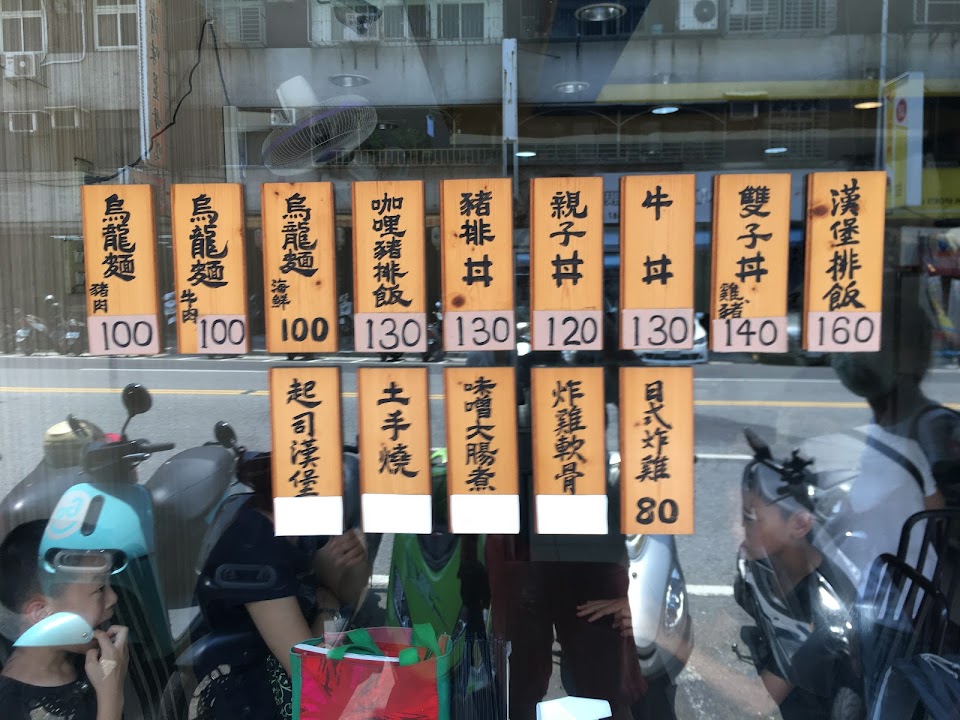 烏龍麵
豬肉
100
烏龍麵
牛肉
100
烏龍麵
海鮮
100
咖哩豬排飯
130
豬排丼
130
親子丼
120
牛丼
130
雙子丼
雞豬
140
漢堡排飯
160
起司漢堡
土手燒
味噌大腸煮
炸雞軟骨
日式炸雞
80